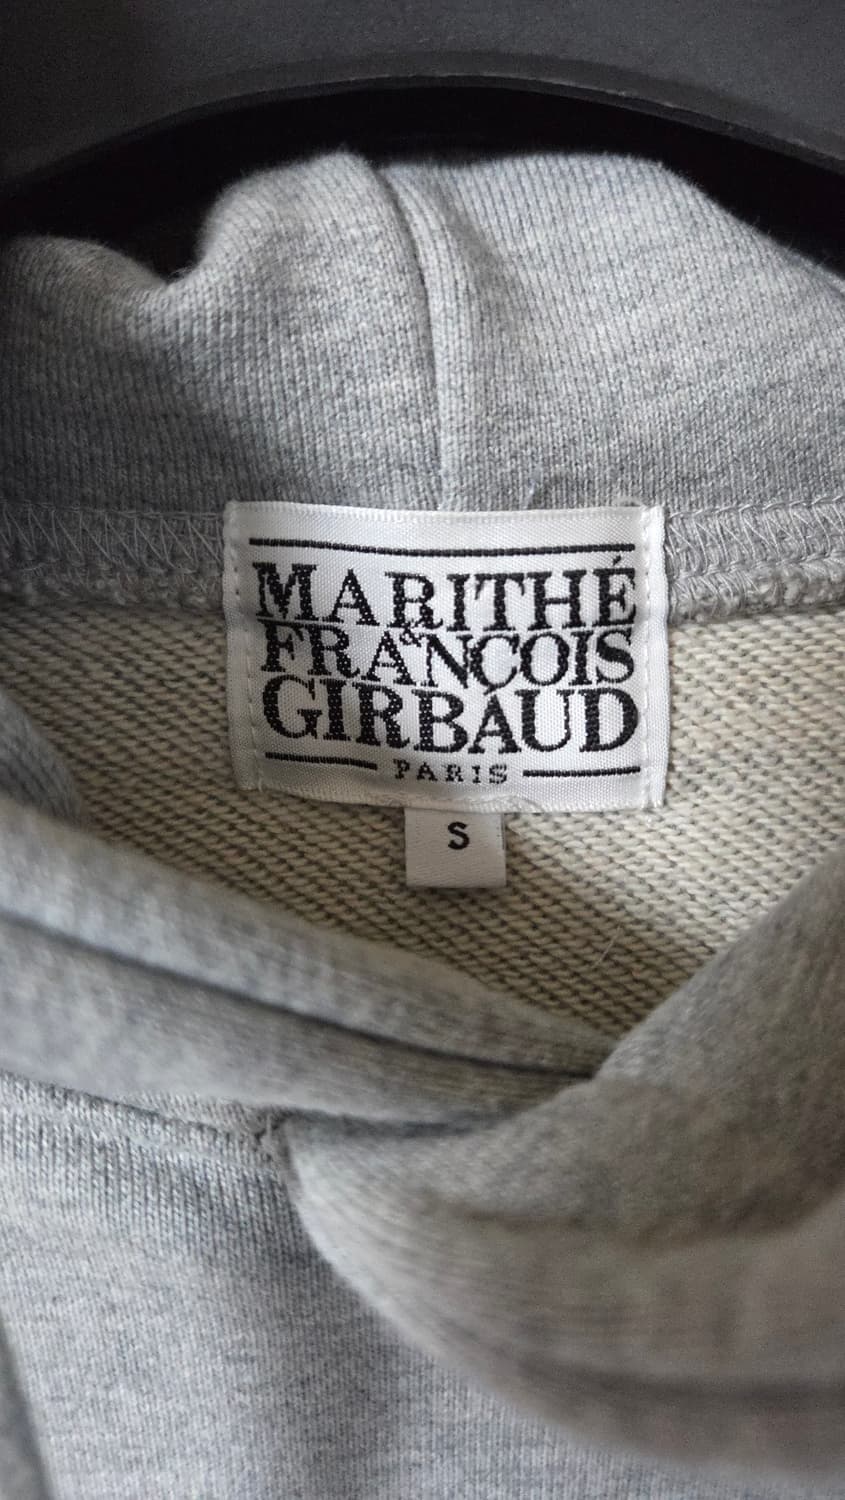 MARITHÉ
&
FRANÇOIS
GIRBAUD
PARIS
S